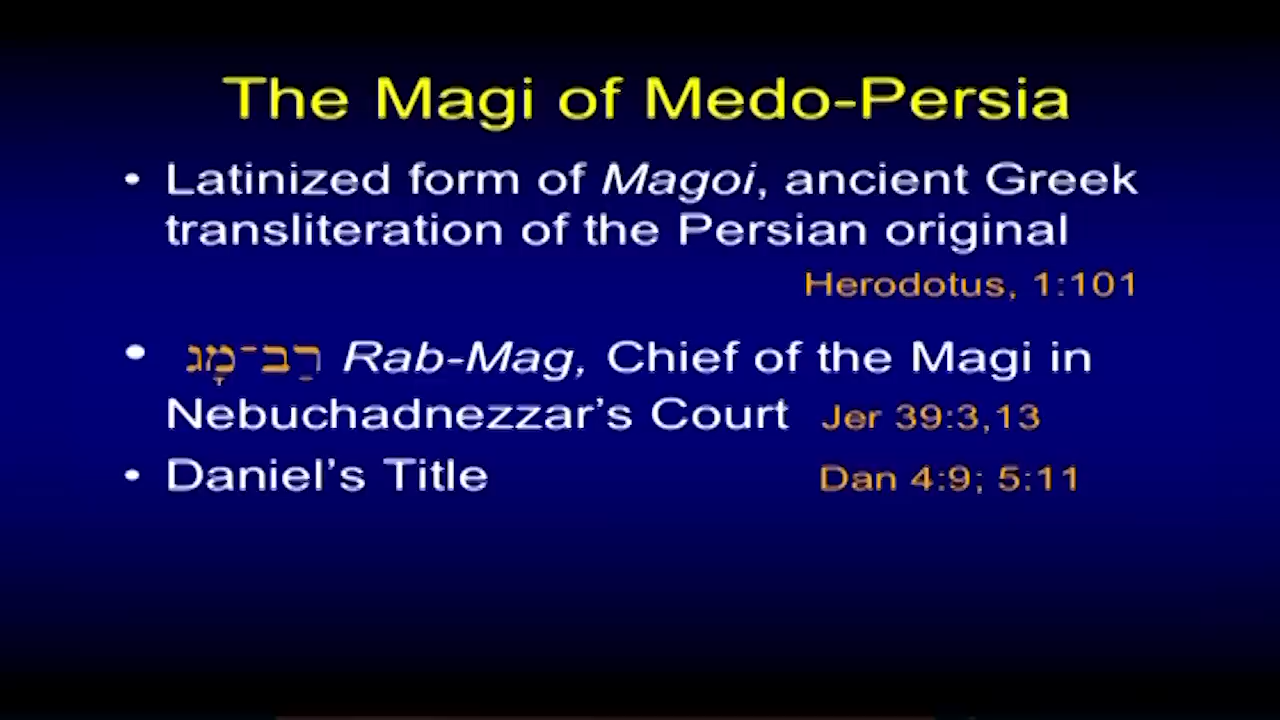 The Magi of Medo-Persia
• Latinized form of Magoi, ancient Greek
transliteration of the Persian original
Herodotus, 1:101
• רַב־מָג Rab-Mag, Chief of the Magi in
Nebuchadnezzar’s Court Jer 39:3,13
• Daniel’s Title Dan 4:9; 5:11